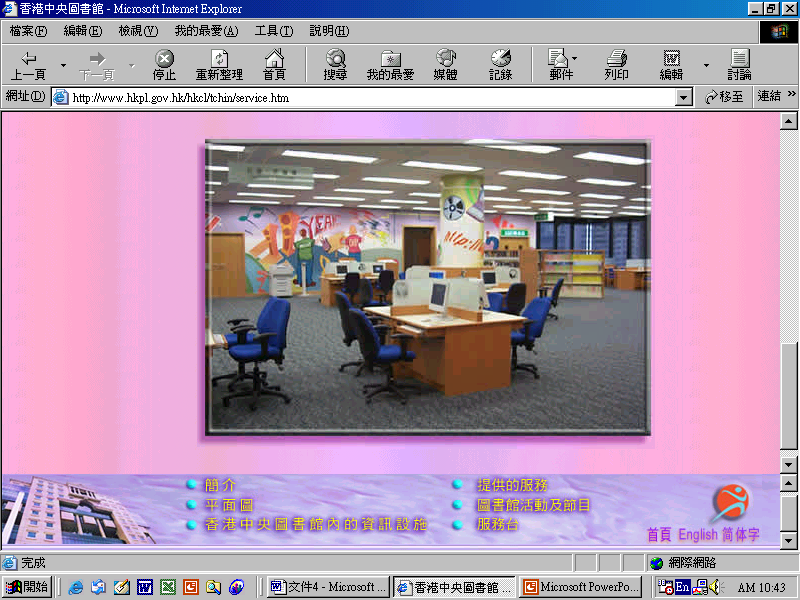 香港中央圖書館 - Microsoft Internet Explorer
檔案(F) 編輯(E) 檢視(V) 我的最愛(A) 工具(T) 說明(H)
上一頁 下一頁 停止 重新整理 首頁 搜尋 我的最愛 媒體 記錄 郵件 列印 編輯 討論
網址(D) http://www.hkpl.gov.hk/hkcl/tchin/service.htm 移至 連結 »
YEAH
http://
簡介
平面圖
香港中央圖書館內的資訊設施
提供的服務
圖書館活動及節目
服務台
首頁 English 简体字
完成 網際網路
開始 文件4 - Microsoft ... 香港中央圖書館 ... Microsoft PowerPo... En AM 10:43